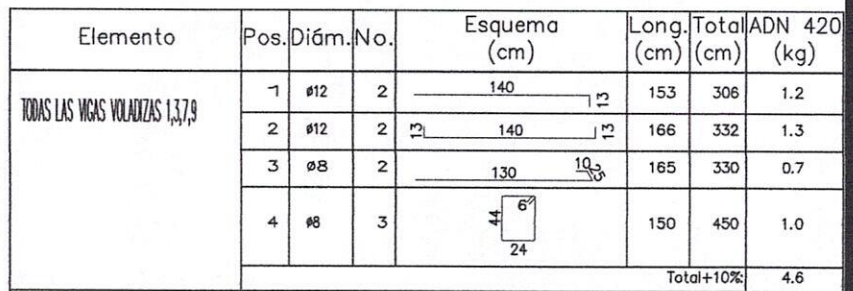 Elemento Pos. Diám. No. Esquema (cm) Long. (cm) Total (cm) ADN 420 (kg)
TODAS LAS VIGAS VOLADIZAS 1,3,7,9
1 ø12 2 140 13 153 306 1.2
2 ø12 2 13 140 13 166 332 1.3
3 ø8 2 130 10 25 165 330 0.7
4 ø8 3 44 6 24 150 450 1.0
Total+10%: 4.6